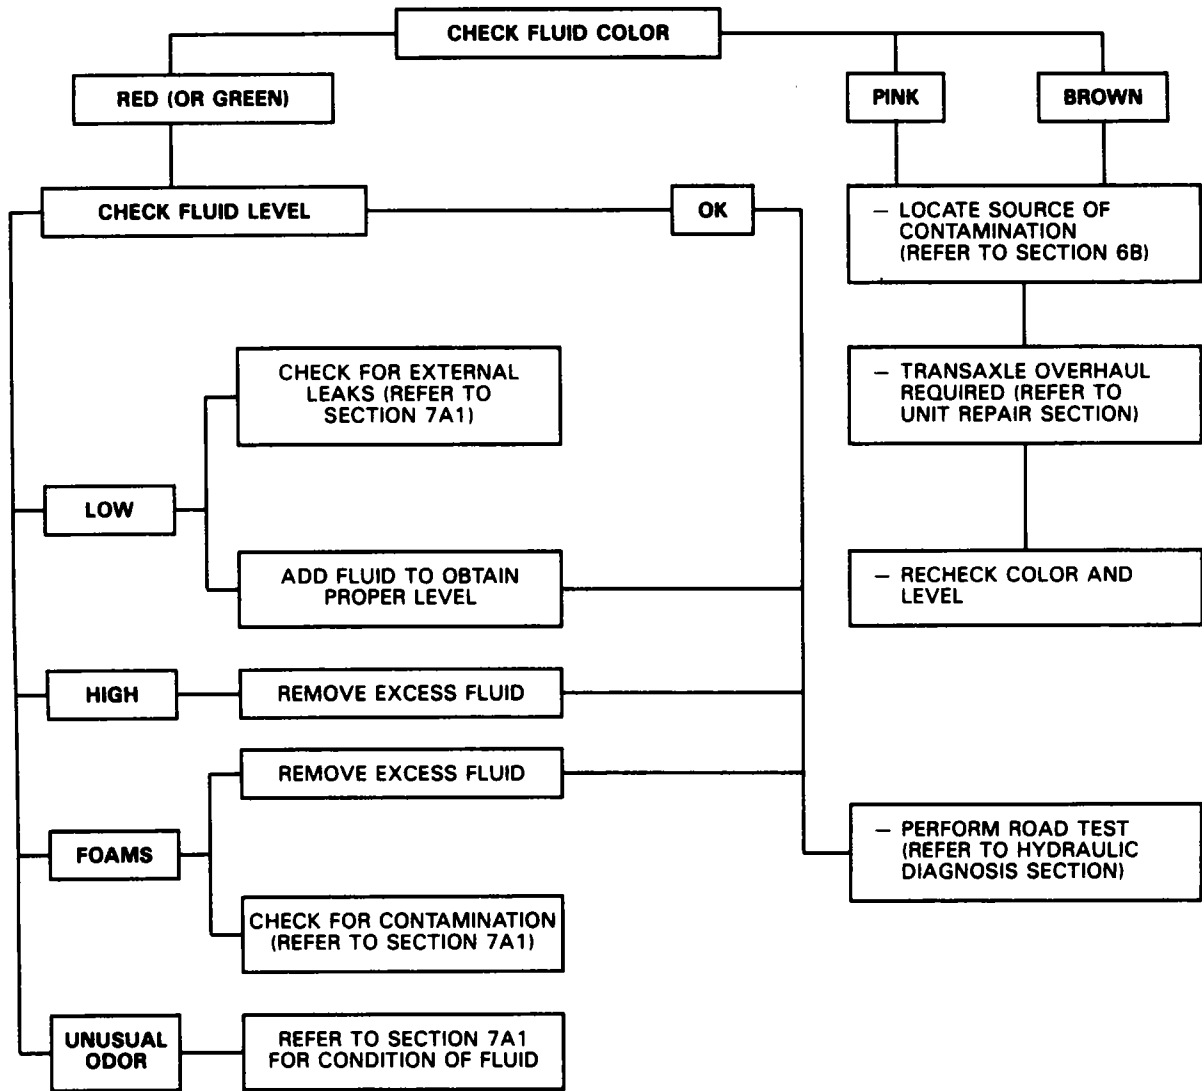 CHECK FLUID COLOR
RED (OR GREEN)
PINK
BROWN
CHECK FLUID LEVEL
OK
– LOCATE SOURCE OF
CONTAMINATION
(REFER TO SECTION 6B)
CHECK FOR EXTERNAL
LEAKS (REFER TO
SECTION 7A1)
– TRANSAXLE OVERHAUL
REQUIRED (REFER TO
UNIT REPAIR SECTION)
LOW
ADD FLUID TO OBTAIN
PROPER LEVEL
– RECHECK COLOR AND
LEVEL
HIGH
REMOVE EXCESS FLUID
REMOVE EXCESS FLUID
FOAMS
– PERFORM ROAD TEST
(REFER TO HYDRAULIC
DIAGNOSIS SECTION)
CHECK FOR CONTAMINATION
(REFER TO SECTION 7A1)
UNUSUAL
ODOR
REFER TO SECTION 7A1
FOR CONDITION OF FLUID